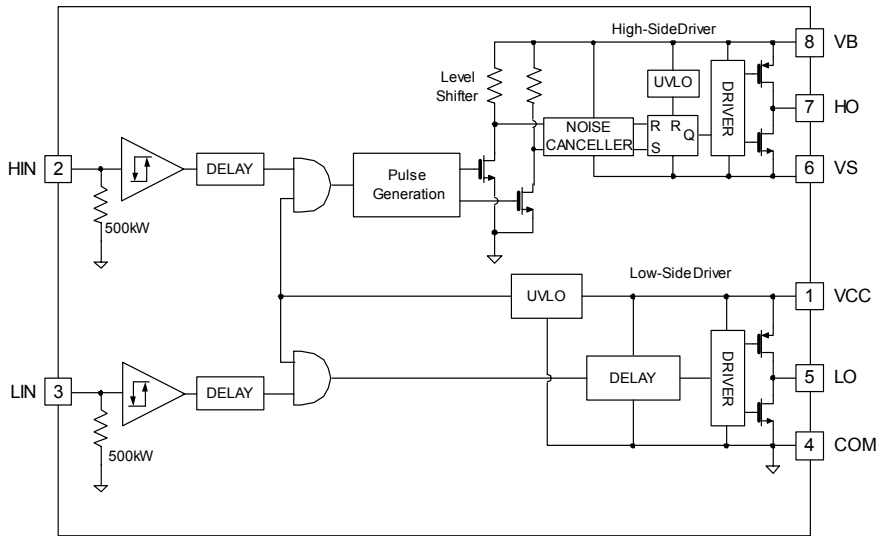 High-SideDriver
8 VB
Level
Shifter
UVLO
DRIVER
7 HO
NOISE
CANCELLER
R R
S Q
HIN 2
DELAY
Pulse
Generation
6 VS
500kW
Low-SideDriver
UVLO
1 VCC
LIN 3
DELAY
DELAY
DRIVER
5 LO
500kW
4 COM